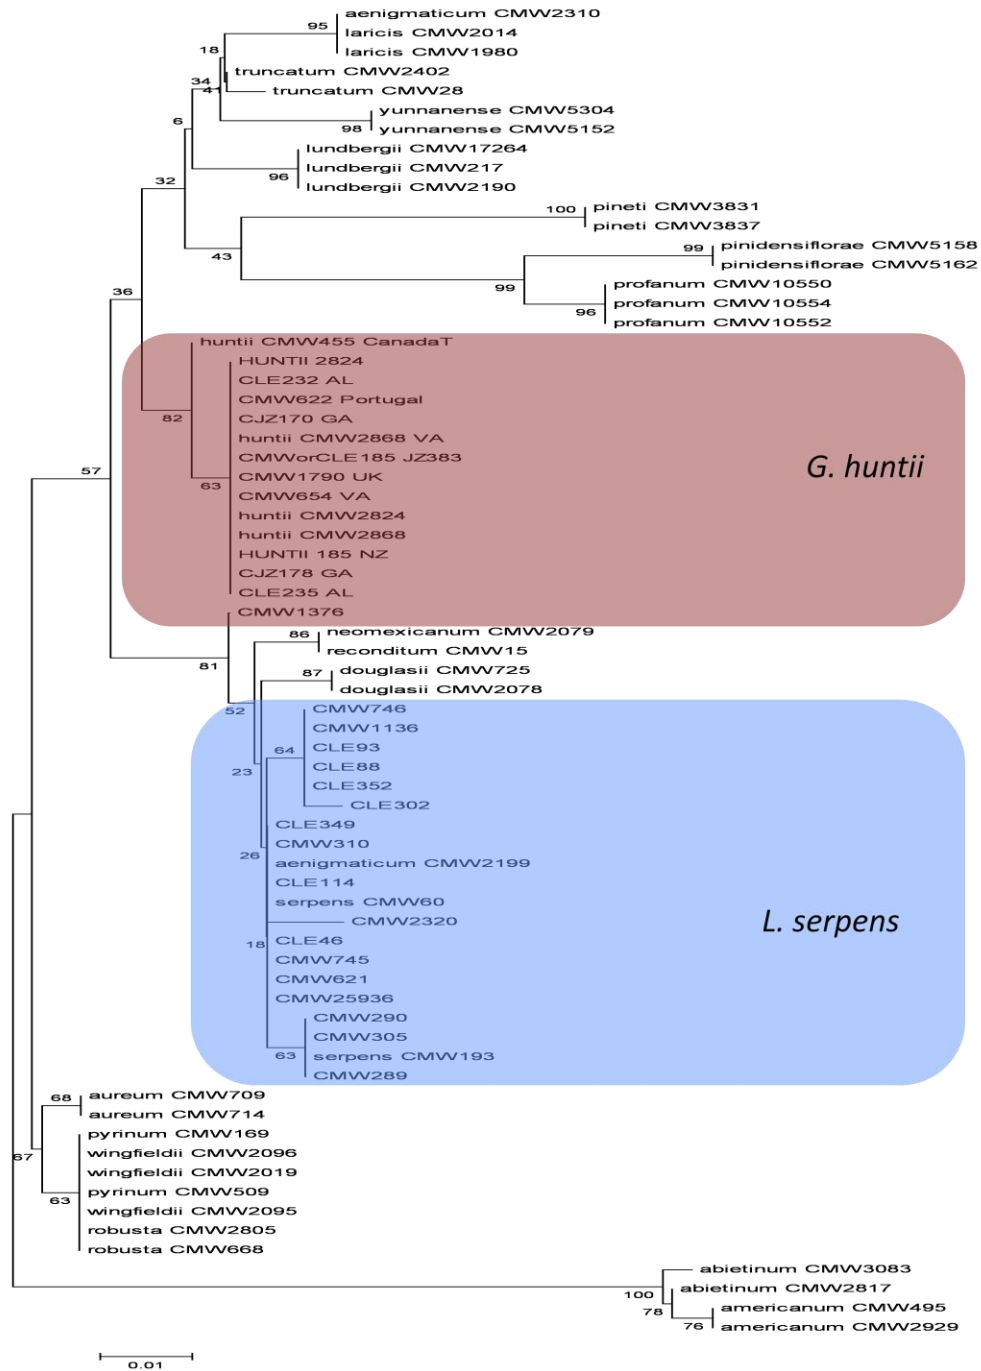 aenigmaticum CMW2310
95
laricis CMW2014
18
laricis CMW1980
truncatum CMW2402
34
41
truncatum CMW28
yunnanense CMW5304
6
98
yunnanense CMW5152
lundbergii CMW17264
lundbergii CMW217
96
32
lundbergii CMW2190
100
pineti CMW3831
pineti CMW3837
99
pinidensiflorae CMW5158
43
pinidensiflorae CMW5162
99
profanum CMW10550
36
profanum CMW10554
96
profanum CMW10552
huntii CMW455 CanadaT
HUNTII 2824
CLE232 AL
CMW622 Portugal
82
CJZ170 GA
huntii CMW2868 VA
CMWorCLE185 JZ383
G. huntii
57
CMW1790 UK
63
CMW654 VA
huntii CMW2824
huntii CMW2868
HUNTII 185 NZ
CJZ178 GA
CLE235 AL
CMW1376
86
neomexicanum CMW2079
reconditum CMW15
81
87
douglasii CMW725
douglasii CMW2078
52
CMW746
CMW1136
64
CLE93
23
CLE88
CLE352
CLE302
CLE349
CMW310
26
aenigmaticum CMW2199
CLE114
serpens CMW60
CMW2320
L. serpens
18
CLE46
CMW745
CMW621
CMW25936
CMW290
CMW305
63
serpens CMW193
CMW289
68
aureum CMW709
aureum CMW714
pyrinum CMW169
67
wingfieldii CMW2096
wingfieldii CMW2019
63
pyrinum CMW509
wingfieldii CMW2095
robusta CMW2805
robusta CMW668
abietinum CMW3083
100
abietinum CMW2817
78
americanum CMW495
76
americanum CMW2929
0.01